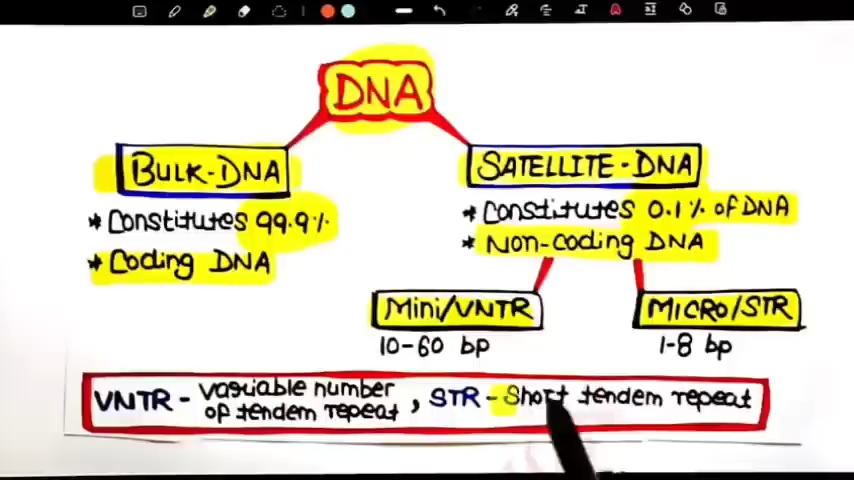 DNA
BULK-DNA
* Constitutes 99.9%
* Coding DNA
SATELLITE-DNA
* Constitutes 0.1% of DNA
* Non-coding DNA
Mini/VNTR
10-60 bp
MICRO/STR
1-8 bp
VNTR - variable number
of tendem repeat, STR - Short tendem repeat